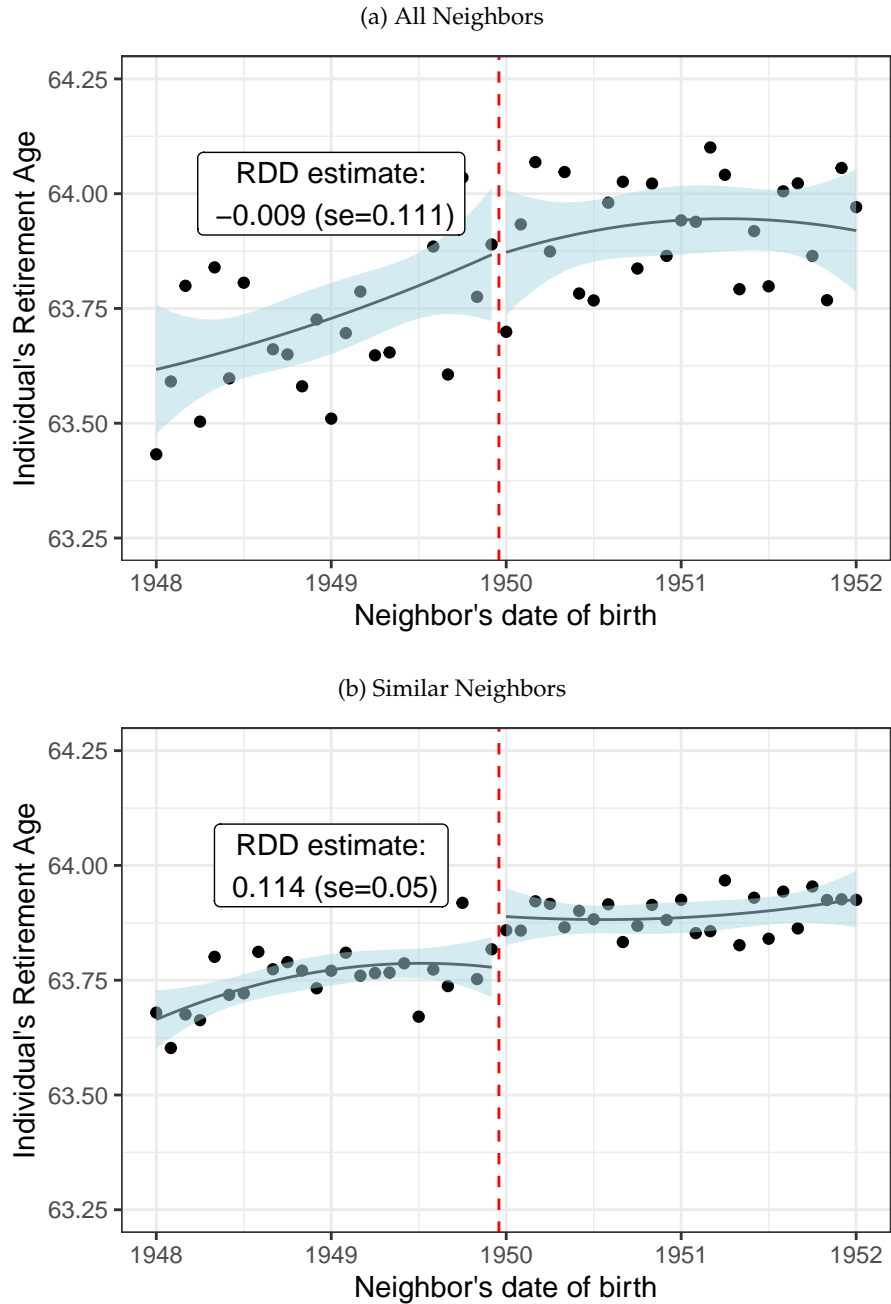 (a) All Neighbors
64.25
64.00
63.75
63.50
63.25
Individual's Retirement Age
RDD estimate:
−0.009 (se=0.111)
1948 1949 1950 1951 1952
Neighbor's date of birth
(b) Similar Neighbors
64.25
64.00
63.75
63.50
63.25
Individual's Retirement Age
RDD estimate:
0.114 (se=0.05)
1948 1949 1950 1951 1952
Neighbor's date of birth